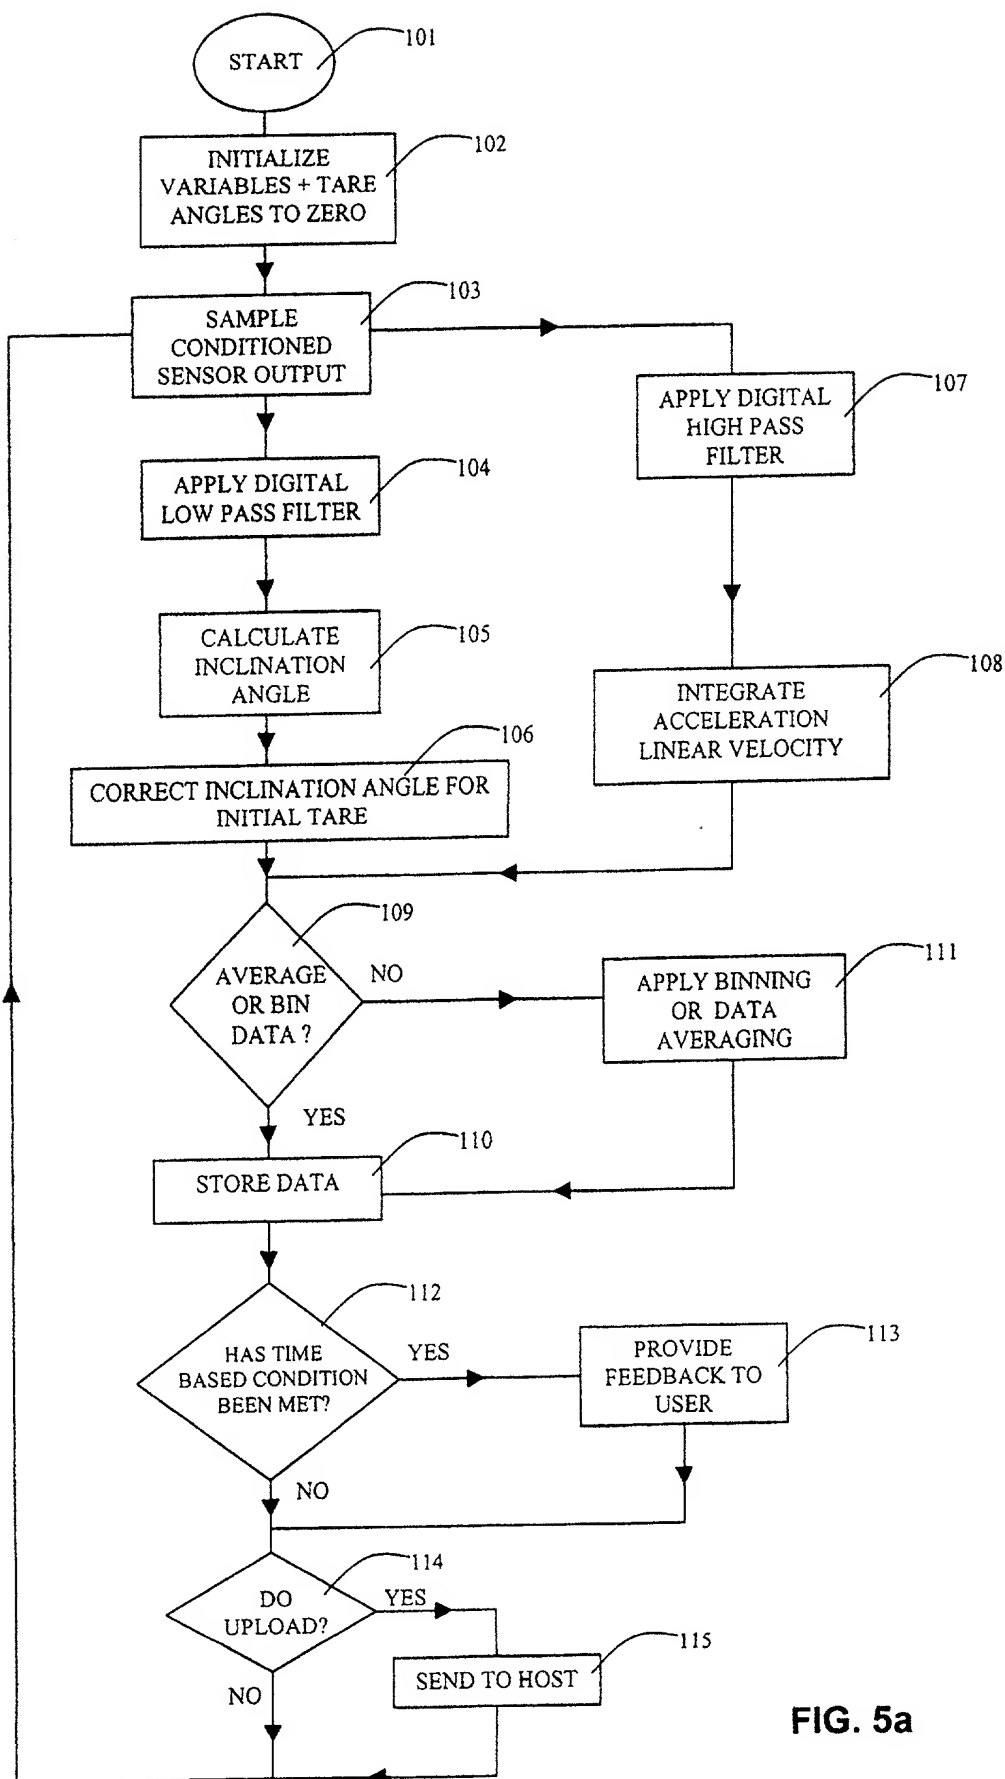 START
101
INITIALIZE
VARIABLES + TARE
ANGLES TO ZERO
102
SAMPLE
CONDITIONED
SENSOR OUTPUT
103
APPLY DIGITAL
HIGH PASS
FILTER
107
APPLY DIGITAL
LOW PASS FILTER
104
CALCULATE
INCLINATION
ANGLE
105
INTEGRATE
ACCELERATION
LINEAR VELOCITY
108
CORRECT INCLINATION ANGLE FOR
INITIAL TARE
106
AVERAGE
OR BIN
DATA ?
109
NO
APPLY BINNING
OR DATA
AVERAGING
111
YES
STORE DATA
110
HAS TIME
BASED CONDITION
BEEN MET?
112
YES
PROVIDE
FEEDBACK TO
USER
113
NO
DO
UPLOAD?
114
YES
SEND TO HOST
115
NO
FIG. 5a